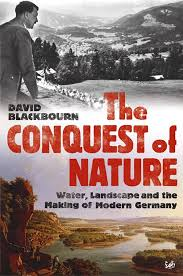 DAVID
BLACKBOURN
The
CONQUEST of
NATURE
Water, Landscape and the
Making of Modern Germany